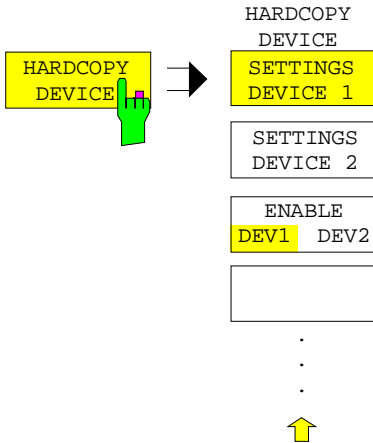 HARDCOPY
DEVICE
HARDCOPY
DEVICE
SETTINGS
DEVICE 1
SETTINGS
DEVICE 2
ENABLE
DEV1 DEV2
.
.
.